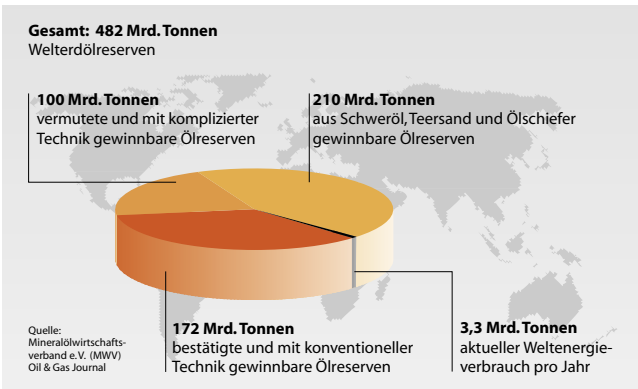 Gesamt: 482 Mrd. Tonnen
Welterdölreserven
100 Mrd. Tonnen
vermutete und mit komplizierter
Technik gewinnbare Ölreserven
210 Mrd. Tonnen
aus Schweröl, Teersand und Ölschiefer
gewinnbare Ölreserven
172 Mrd. Tonnen
bestätigte und mit konventioneller
Technik gewinnbare Ölreserven
3,3 Mrd. Tonnen
aktueller Weltenergie-
verbrauch pro Jahr
Quelle:
Mineralölwirtschafts-
verband e.V. (MWV)
Oil & Gas Journal